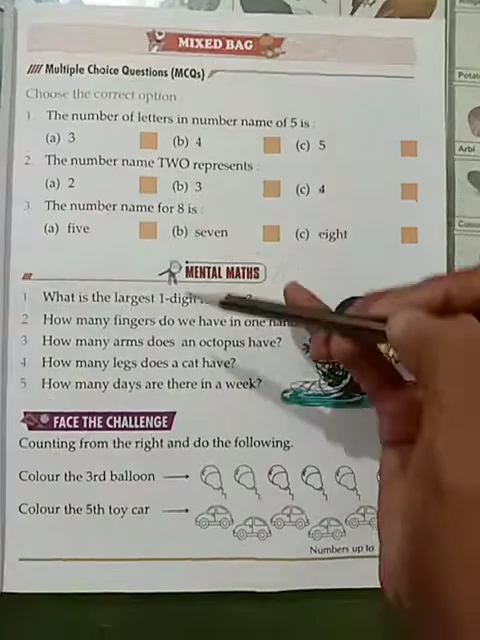 MIXED BAG
Multiple Choice Questions (MCQs)
Choose the correct option
1. The number of letters in number name of 5 is :
(a) 3 (b) 4 (c) 5
2. The number name TWO represents :
(a) 2 (b) 3 (c) 4
3. The number name for 8 is :
(a) five (b) seven (c) eight
MENTAL MATHS
1 What is the largest 1-digit
2 How many fingers do we have in one hand
3 How many arms does an octopus have?
4 How many legs does a cat have?
5 How many days are there in a week?
FACE THE CHALLENGE
Counting from the right and do the following.
Colour the 3rd balloon
Colour the 5th toy car
Numbers up to
Potato
Arbi